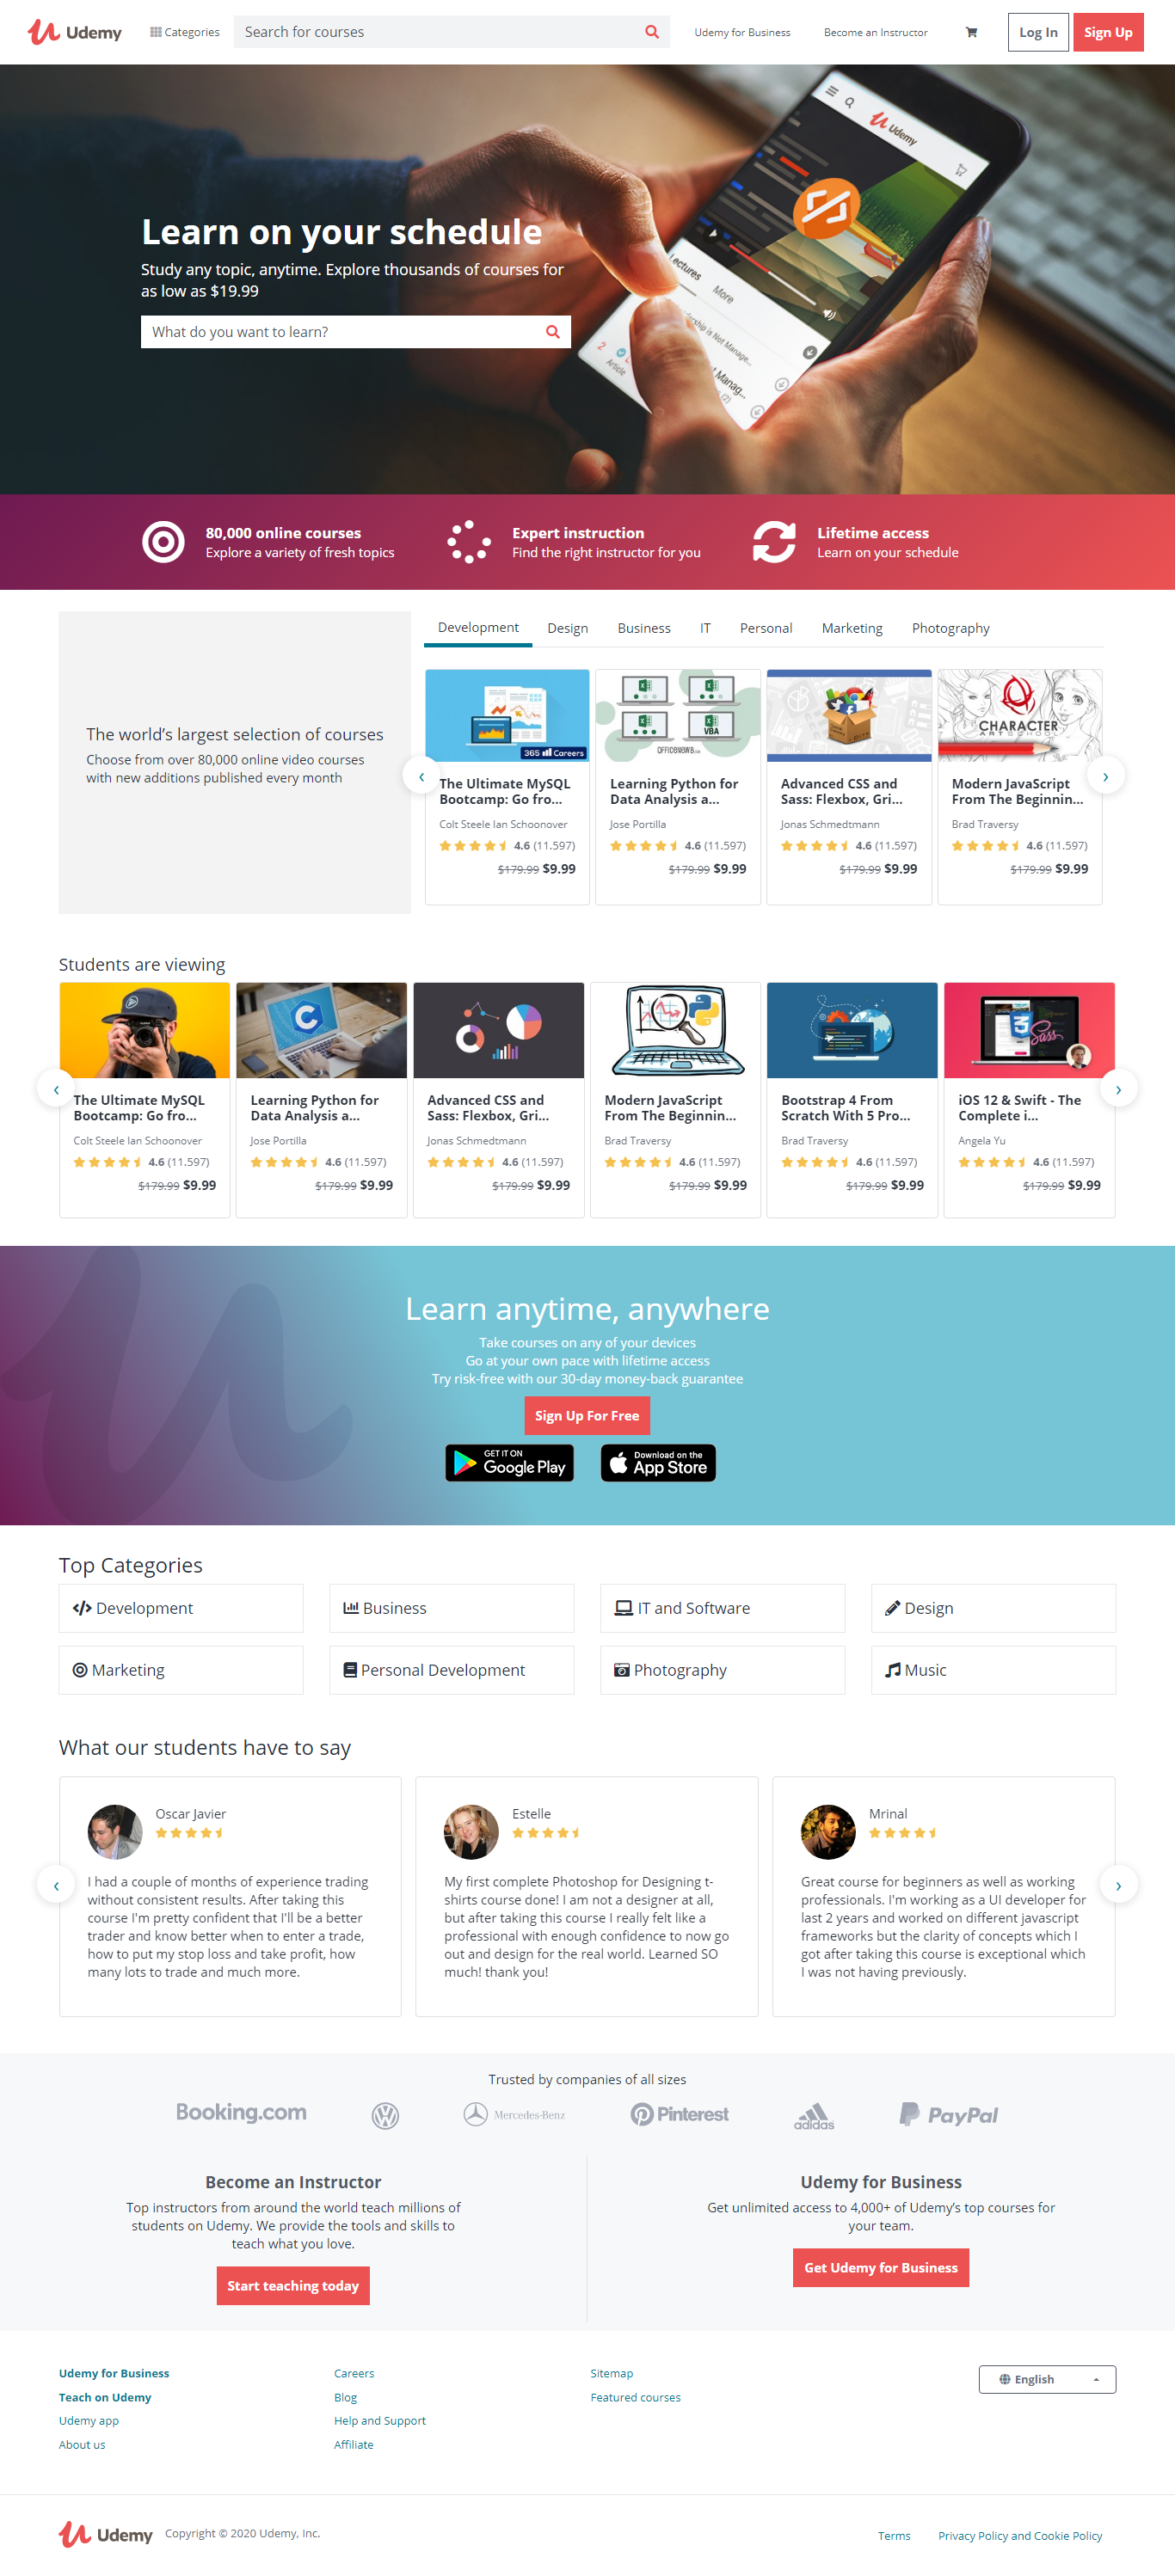 Udemy
Categories
Search for courses
Udemy for Business
Become an Instructor
Log In
Sign Up
Udemy
Lectures
More
Learn on your schedule
Study any topic, anytime. Explore thousands of courses for
as low as $19.99
What do you want to learn?
80,000 online courses
Explore a variety of fresh topics
Expert instruction
Find the right instructor for you
Lifetime access
Learn on your schedule
The world’s largest selection of courses
Choose from over 80,000 online video courses
with new additions published every month
Development
Design
Business
IT
Personal
Marketing
Photography
365 Careers
OFFICENEWB.com
VBA
CHARACTER
ART SCHOOL
The Ultimate MySQL
Bootcamp: Go fro...
Colt Steele Ian Schoonover
4.6 (11.597)
$179.99 $9.99
Learning Python for
Data Analysis a...
Jose Portilla
4.6 (11.597)
$179.99 $9.99
Advanced CSS and
Sass: Flexbox, Gri...
Jonas Schmedtmann
4.6 (11.597)
$179.99 $9.99
Modern JavaScript
From The Beginnin...
Brad Traversy
4.6 (11.597)
$179.99 $9.99
Students are viewing
The Ultimate MySQL
Bootcamp: Go fro...
Colt Steele Ian Schoonover
4.6 (11.597)
$179.99 $9.99
Learning Python for
Data Analysis a...
Jose Portilla
4.6 (11.597)
$179.99 $9.99
Advanced CSS and
Sass: Flexbox, Gri...
Jonas Schmedtmann
4.6 (11.597)
$179.99 $9.99
Modern JavaScript
From The Beginnin...
Brad Traversy
4.6 (11.597)
$179.99 $9.99
Bootstrap 4 From
Scratch With 5 Pro...
Brad Traversy
4.6 (11.597)
$179.99 $9.99
Sass
iOS 12 & Swift - The
Complete i...
Angela Yu
4.6 (11.597)
$179.99 $9.99
Learn anytime, anywhere
Take courses on any of your devices
Go at your own pace with lifetime access
Try risk-free with our 30-day money-back guarantee
Sign Up For Free
GET IT ON
Google Play
Download on the
App Store
Top Categories
Development
Business
IT and Software
Design
Marketing
Personal Development
Photography
Music
What our students have to say
Oscar Javier
I had a couple of months of experience trading
without consistent results. After taking this
course I'm pretty confident that I'll be a better
trader and know better when to enter a trade,
how to put my stop loss and take profit, how
many lots to trade and much more.
Estelle
My first complete Photoshop for Designing t-
shirts course done! I am not a designer at all,
but after taking this course I really felt like a
professional with enough confidence to now go
out and design for the real world. Learned SO
much! thank you!
Mrinal
Great course for beginners as well as working
professionals. I'm working as a UI developer for
last 2 years and worked on different javascript
frameworks but the clarity of concepts which I
got after taking this course is exceptional which
I was not having previously.
Trusted by companies of all sizes
Booking.com
Mercedes-Benz
Pinterest
adidas
PayPal
Become an Instructor
Top instructors from around the world teach millions of
students on Udemy. We provide the tools and skills to
teach what you love.
Start teaching today
Udemy for Business
Get unlimited access to 4,000+ of Udemy’s top courses for
your team.
Get Udemy for Business
Udemy for Business
Teach on Udemy
Udemy app
About us
Careers
Blog
Help and Support
Affiliate
Sitemap
Featured courses
English
Udemy
Copyright © 2020 Udemy, Inc.
Terms
Privacy Policy and Cookie Policy